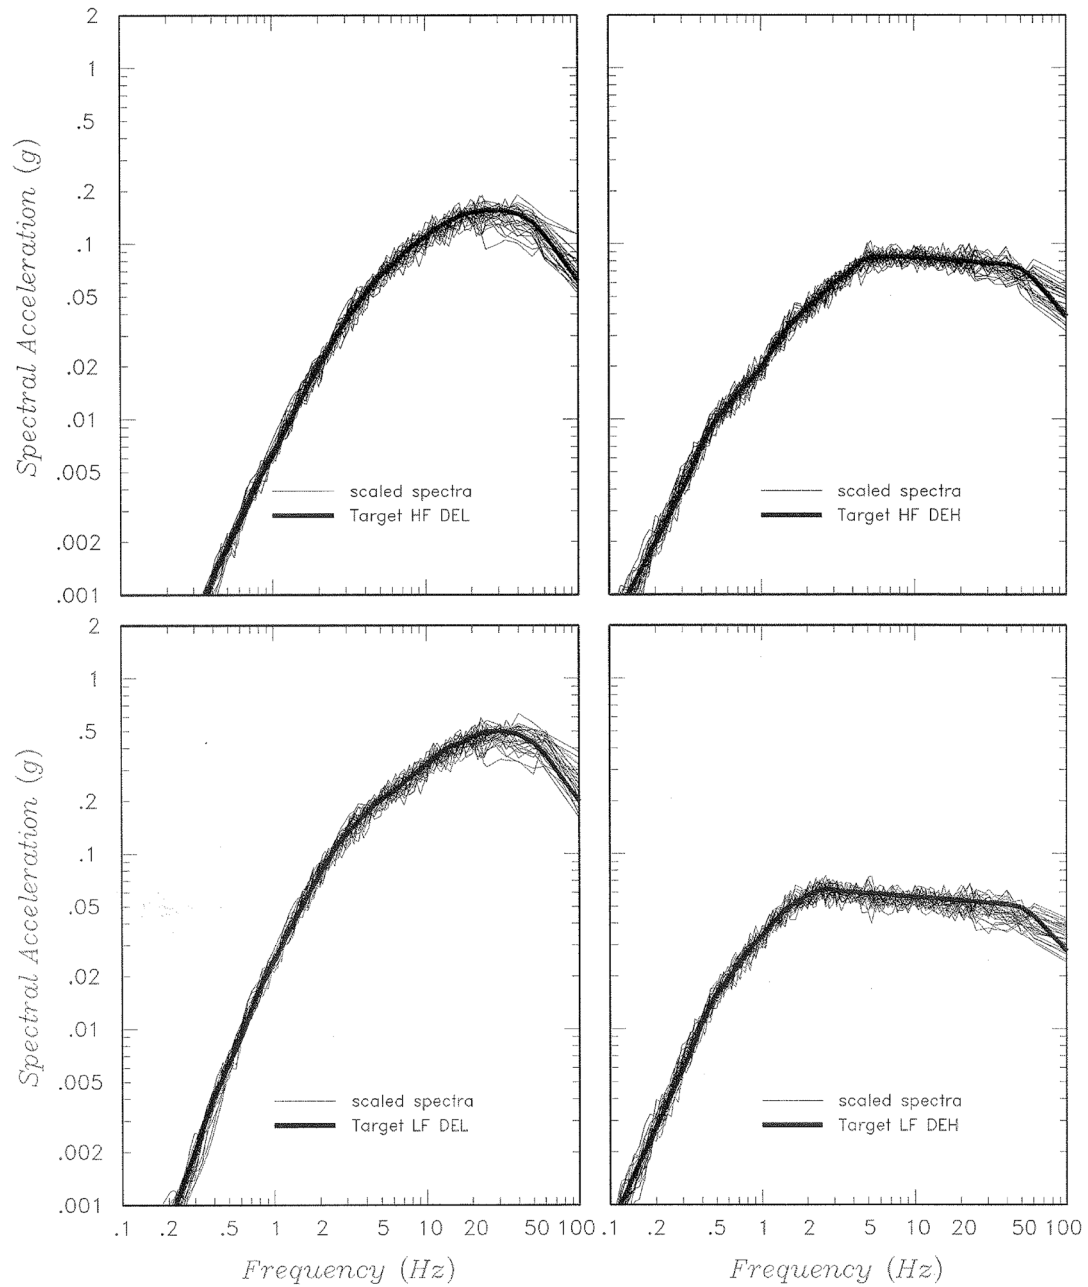 2
1
.5
.2
.1
.05
.02
.01
.005
.002
.001
Spectral Acceleration (g)
scaled spectra
Target HF DEL
scaled spectra
Target HF DEH
2
1
.5
.2
.1
.05
.02
.01
.005
.002
.001
Spectral Acceleration (g)
scaled spectra
Target LF DEL
scaled spectra
Target LF DEH
.1 .2 .5 1 2 5 10 20 50 100 .1 .2 .5 1 2 5 10 20 50 100
Frequency (Hz) Frequency (Hz)